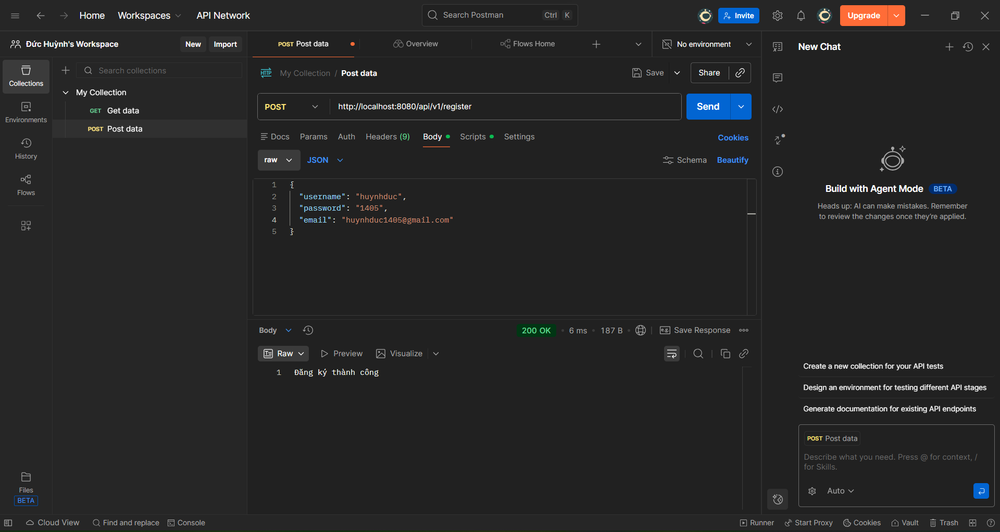 Home Workspaces API Network Search Postman Ctrl K Invite Upgrade
Đức Huỳnh's Workspace New Import
POST Post data Overview Flows Home No environment
New Chat
Collections
Environments
History
Flows
Files
BETA
Search collections
My Collection
GET Get data
POST Post data
HTTP My Collection / Post data Save Share
POST http://localhost:8080/api/v1/register Send
Docs Params Auth Headers (9) Body Scripts Settings Cookies
raw JSON Schema Beautify
1 {
2 "username": "huynhduc",
3 "password": "1405",
4 "email": "huynhduc1405@gmail.com"
5 }
Body 200 OK • 6 ms • 187 B • e.g. Save Response
Raw Preview Visualize
1 Đăng ký thành công
Build with Agent Mode BETA
Heads up: AI can make mistakes. Remember
to review the changes once they're applied.
Create a new collection for your API tests
Design an environment for testing different API stages
Generate documentation for existing API endpoints
POST Post data
Describe what you need. Press @ for context, /
for Skills.
Auto
Cloud View Find and replace Console Runner Start Proxy Cookies Vault Trash